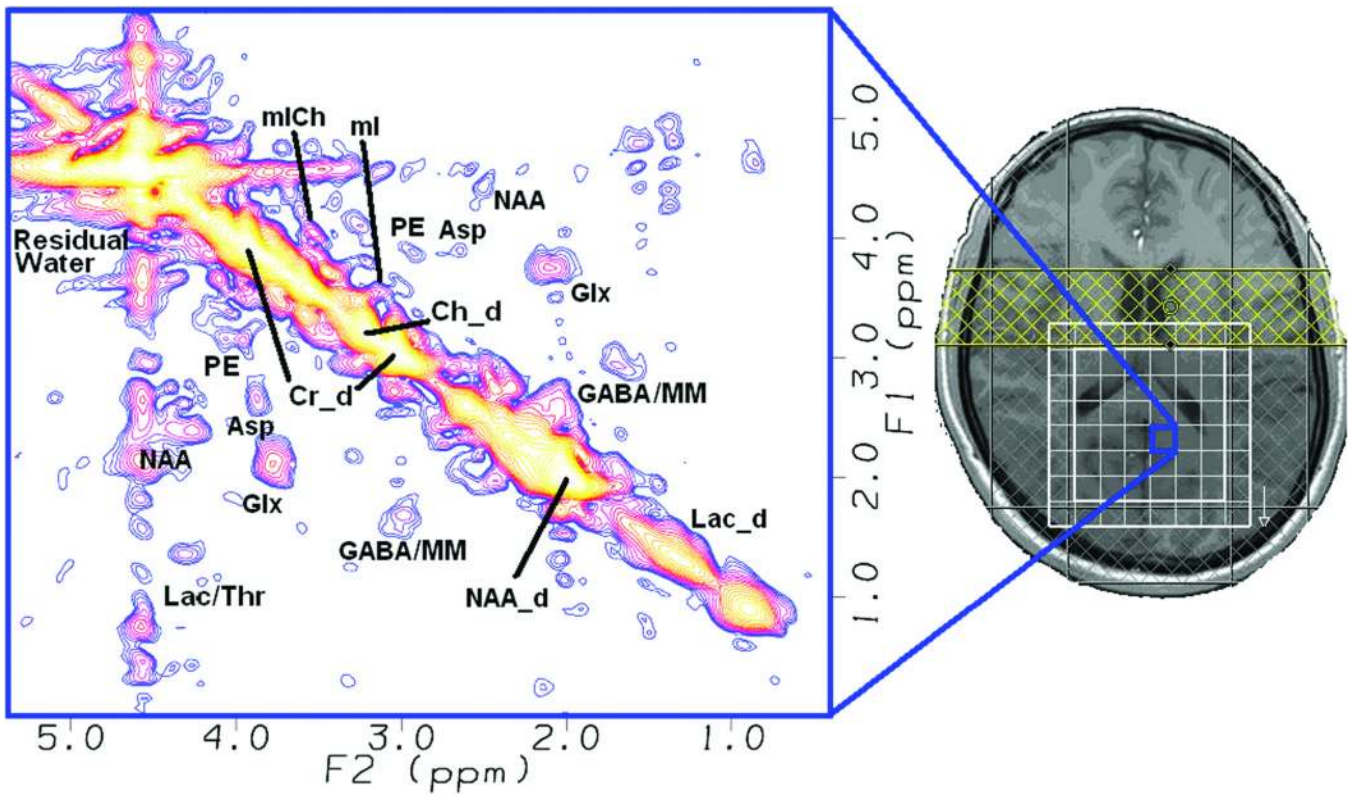 mICh
mI
NAA
PE
Asp
Residual
Water
Glx
Ch_d
PE
Cr_d
GABA/MM
Asp
NAA
Glx
Lac_d
GABA/MM
NAA_d
Lac/Thr
5.0
4.0
3.0
2.0
1.0
F2 (ppm)
5.0
4.0
3.0
2.0
1.0
F1 (ppm)